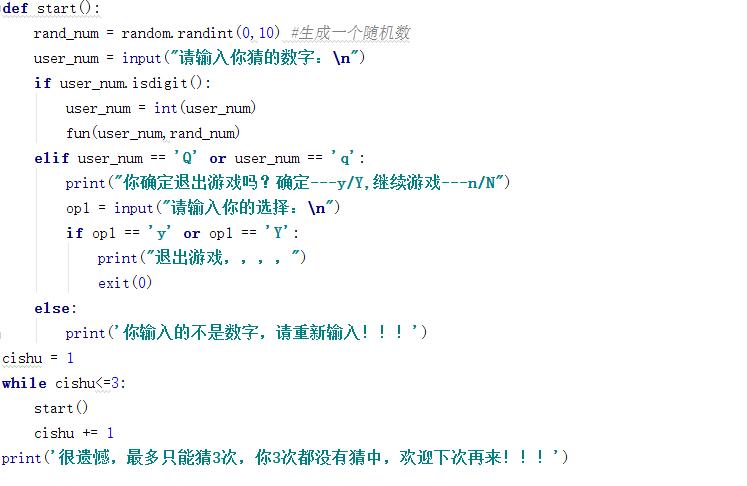 def start():
    rand_num = random.randint(0,10) #生成一个随机数
    user_num = input("请输入你猜的数字：\n")
    if user_num.isdigit():
        user_num = int(user_num)
        fun(user_num,rand_num)
    elif user_num == 'Q' or user_num == 'q':
        print("你确定退出游戏吗？确定---y/Y,继续游戏---n/N")
        op1 = input("请输入你的选择：\n")
        if op1 == 'y' or op1 == 'Y':
            print("退出游戏，，，，")
            exit(0)
    else:
        print('你输入的不是数字，请重新输入！！！')
cishu = 1
while cishu<=3:
    start()
    cishu += 1
print('很遗憾，最多只能猜3次，你3次都没有猜中，欢迎下次再来！！！')